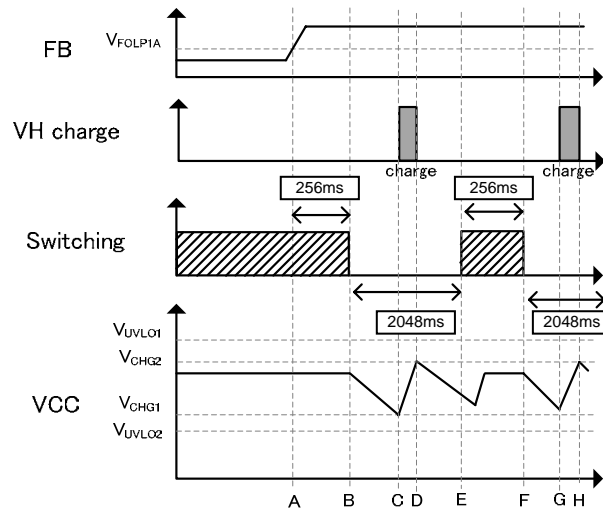 FB
VFOLP1A
VH charge
charge
charge
256ms
256ms
Switching
2048ms
2048ms
VUVLO1
VCHG2
VCC
VCHG1
VUVLO2
A B C D E F G H